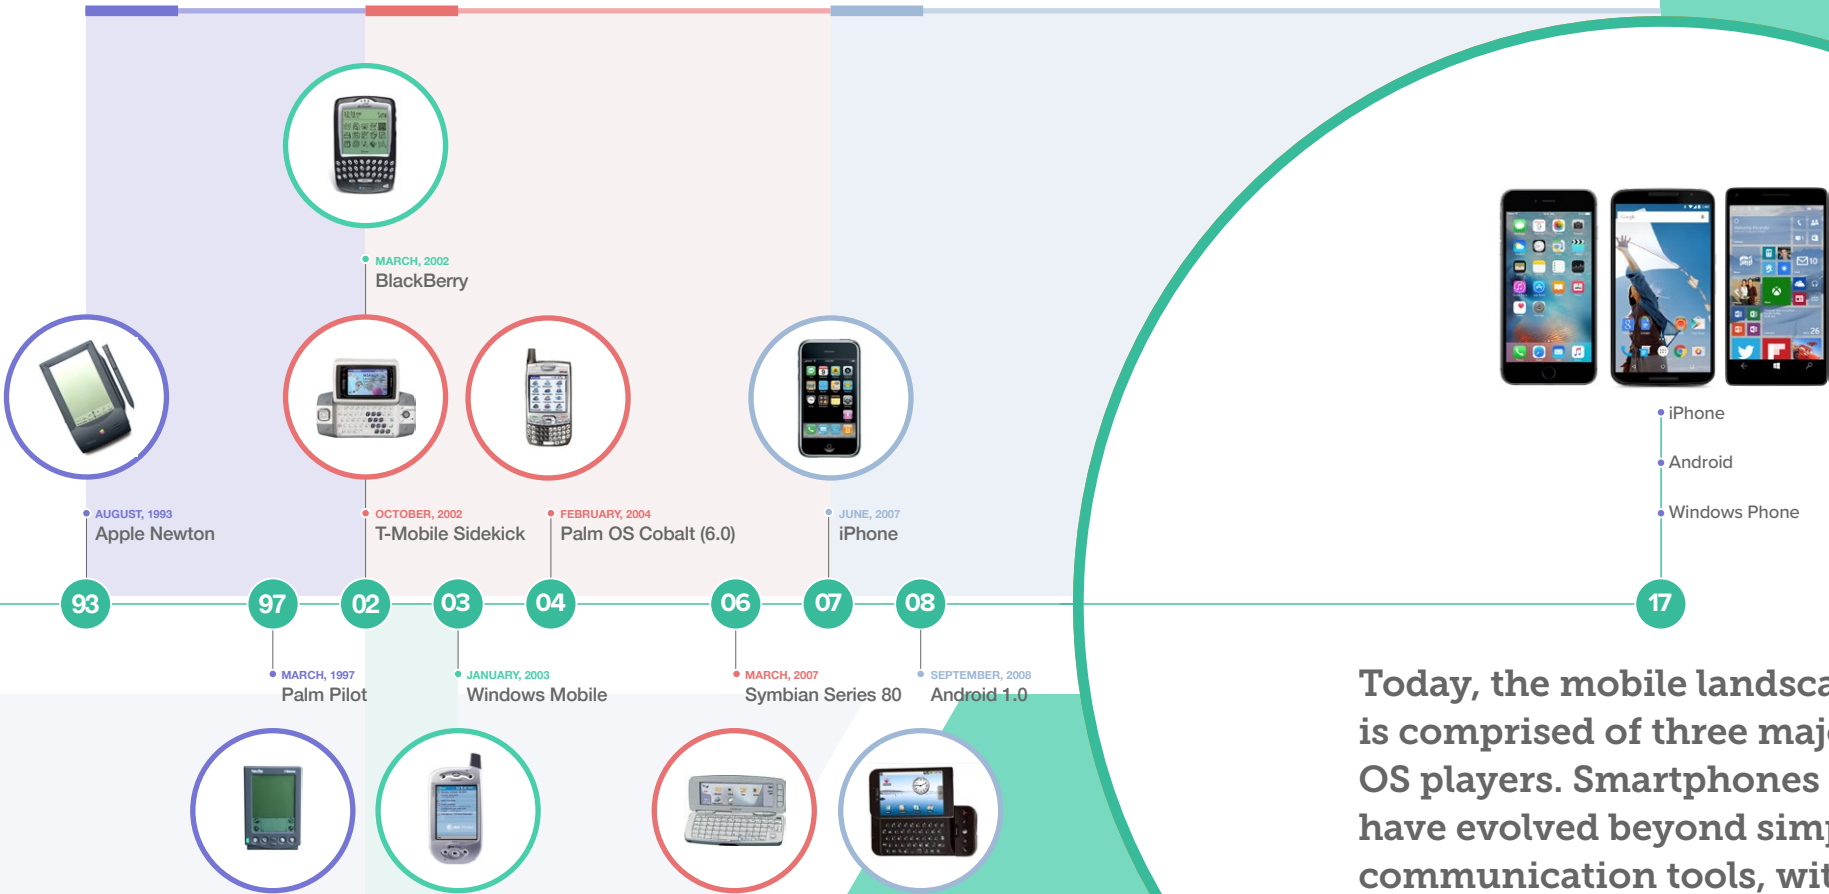 MARCH, 2002
BlackBerry
AUGUST, 1993
Apple Newton
OCTOBER, 2002
T-Mobile Sidekick
FEBRUARY, 2004
Palm OS Cobalt (6.0)
JUNE, 2007
iPhone
iPhone
Android
Windows Phone
93
97
02
03
04
06
07
08
17
MARCH, 1997
Palm Pilot
JANUARY, 2003
Windows Mobile
MARCH, 2007
Symbian Series 80
SEPTEMBER, 2008
Android 1.0
Today, the mobile landsca
is comprised of three maj
OS players. Smartphones
have evolved beyond simp
communication tools, wit